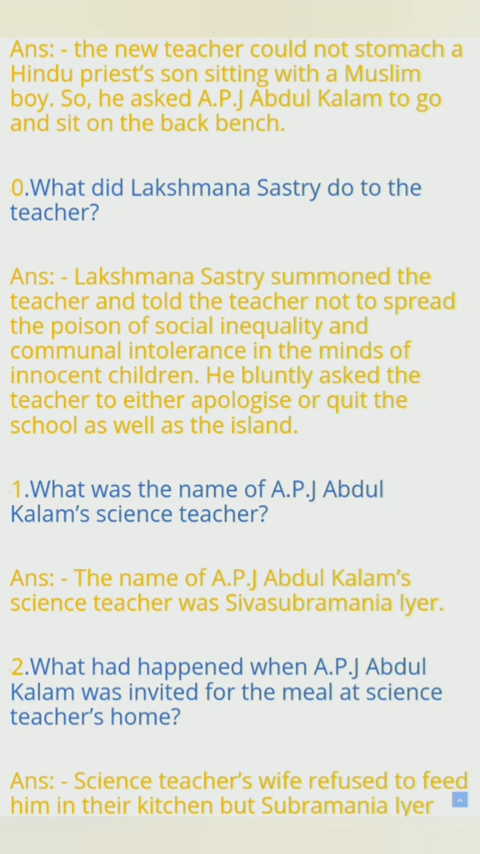 Ans: - the new teacher could not stomach a
Hindu priest's son sitting with a Muslim
boy. So, he asked A.P.J Abdul Kalam to go
and sit on the back bench.
0.What did Lakshmana Sastry do to the
teacher?
Ans: - Lakshmana Sastry summoned the
teacher and told the teacher not to spread
the poison of social inequality and
communal intolerance in the minds of
innocent children. He bluntly asked the
teacher to either apologise or quit the
school as well as the island.
1.What was the name of A.P.J Abdul
Kalam's science teacher?
Ans: - The name of A.P.J Abdul Kalam's
science teacher was Sivasubramania Iyer.
2.What had happened when A.P.J Abdul
Kalam was invited for the meal at science
teacher's home?
Ans: - Science teacher's wife refused to feed
him in their kitchen but Subramania Iyer